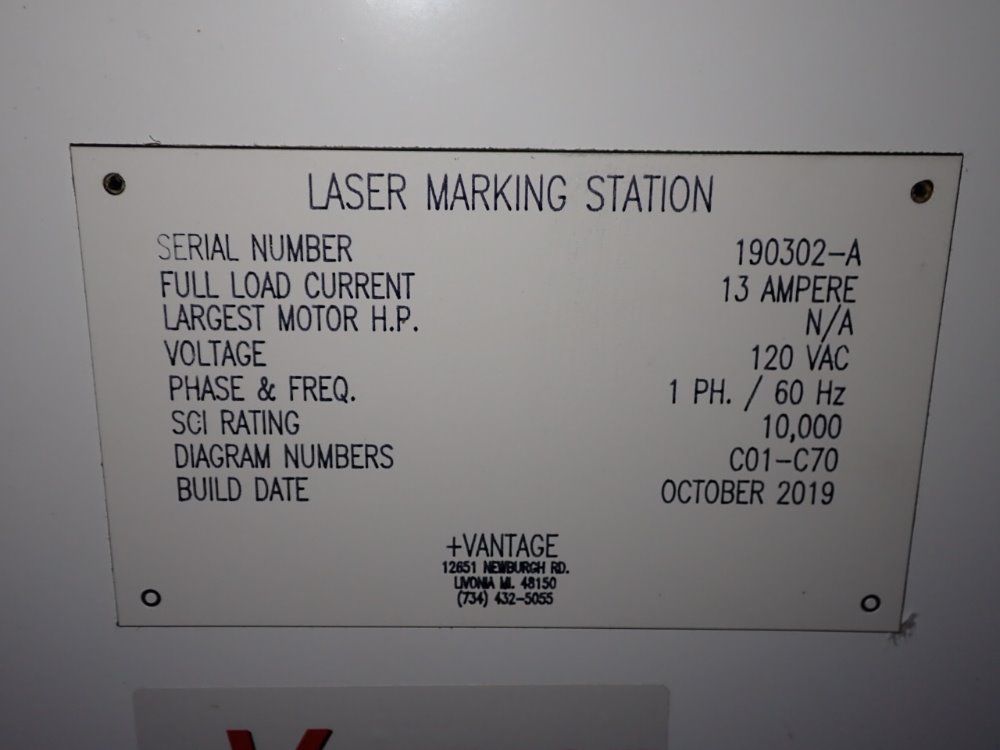 LASER MARKING STATION
SERIAL NUMBER 190302-A
FULL LOAD CURRENT 13 AMPERE
LARGEST MOTOR H.P. N/A
VOLTAGE 120 VAC
PHASE & FREQ. 1 PH. / 60 Hz
SCI RATING 10,000
DIAGRAM NUMBERS C01-C70
BUILD DATE OCTOBER 2019
+VANTAGE
12651 NEWBURGH RD.
LIVONIA MI. 48150
(734) 432-5055